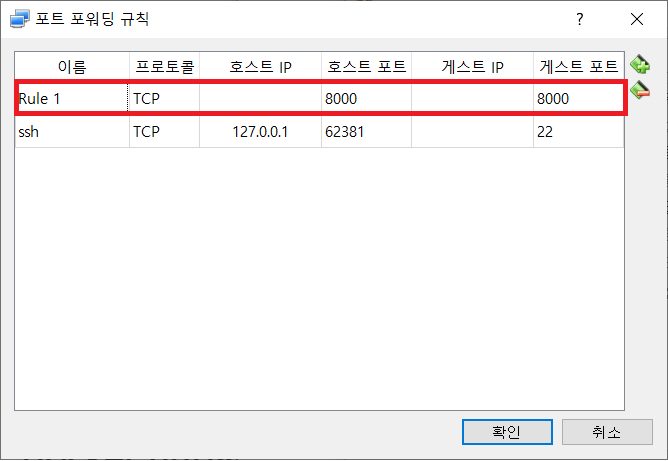 포트 포워딩 규칙
?
이름 프로토콜 호스트 IP 호스트 포트 게스트 IP 게스트 포트
Rule 1 TCP 8000 8000
ssh TCP 127.0.0.1 62381 22
확인 취소